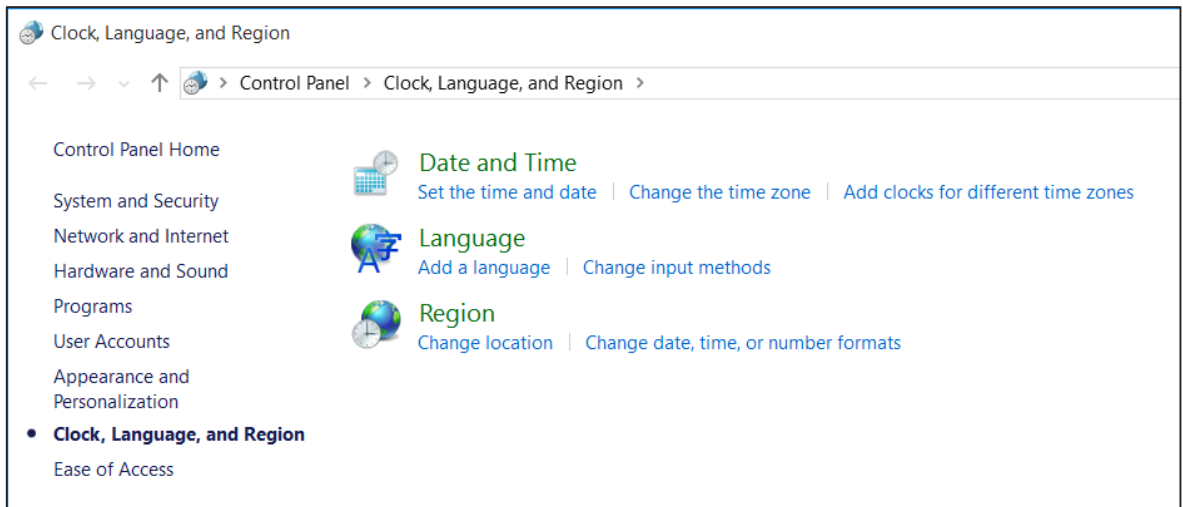 Clock, Language, and Region
Control Panel > Clock, Language, and Region >
Control Panel Home
System and Security
Network and Internet
Hardware and Sound
Programs
User Accounts
Appearance and
Personalization
Clock, Language, and Region
Ease of Access
Date and Time
Set the time and date | Change the time zone | Add clocks for different time zones
Language
Add a language | Change input methods
Region
Change location | Change date, time, or number formats